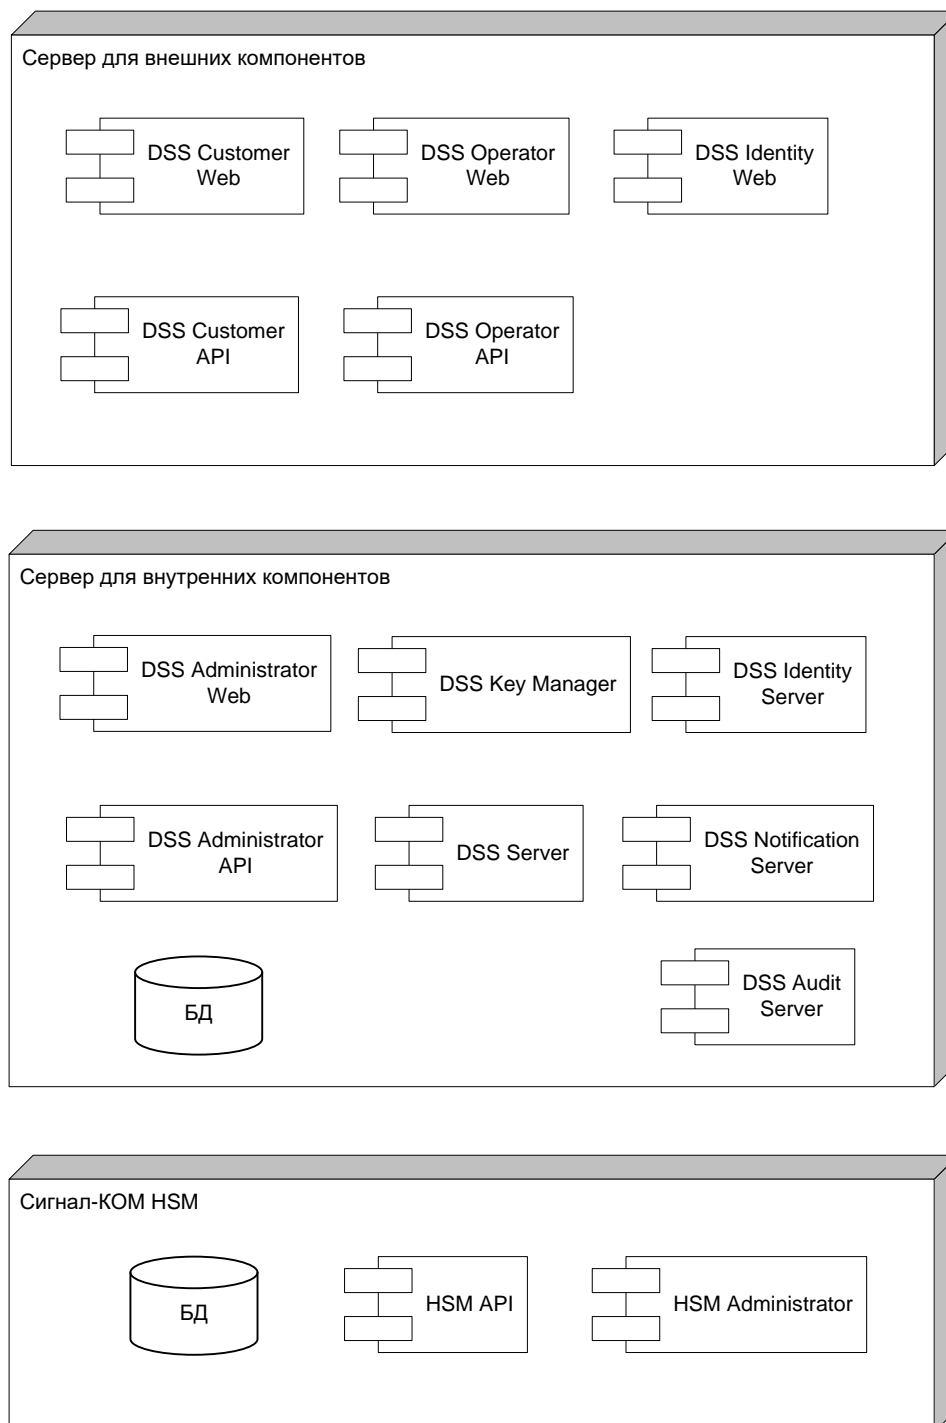 Сервер для внешних компонентов
DSS Customer
Web
DSS Operator
Web
DSS Identity
Web
DSS Customer
API
DSS Operator
API
Сервер для внутренних компонентов
DSS Administrator
Web
DSS Key Manager
DSS Identity
Server
DSS Administrator
API
DSS Server
DSS Notification
Server
БД
DSS Audit
Server
Сигнал-КОМ HSM
БД
HSM API
HSM Administrator